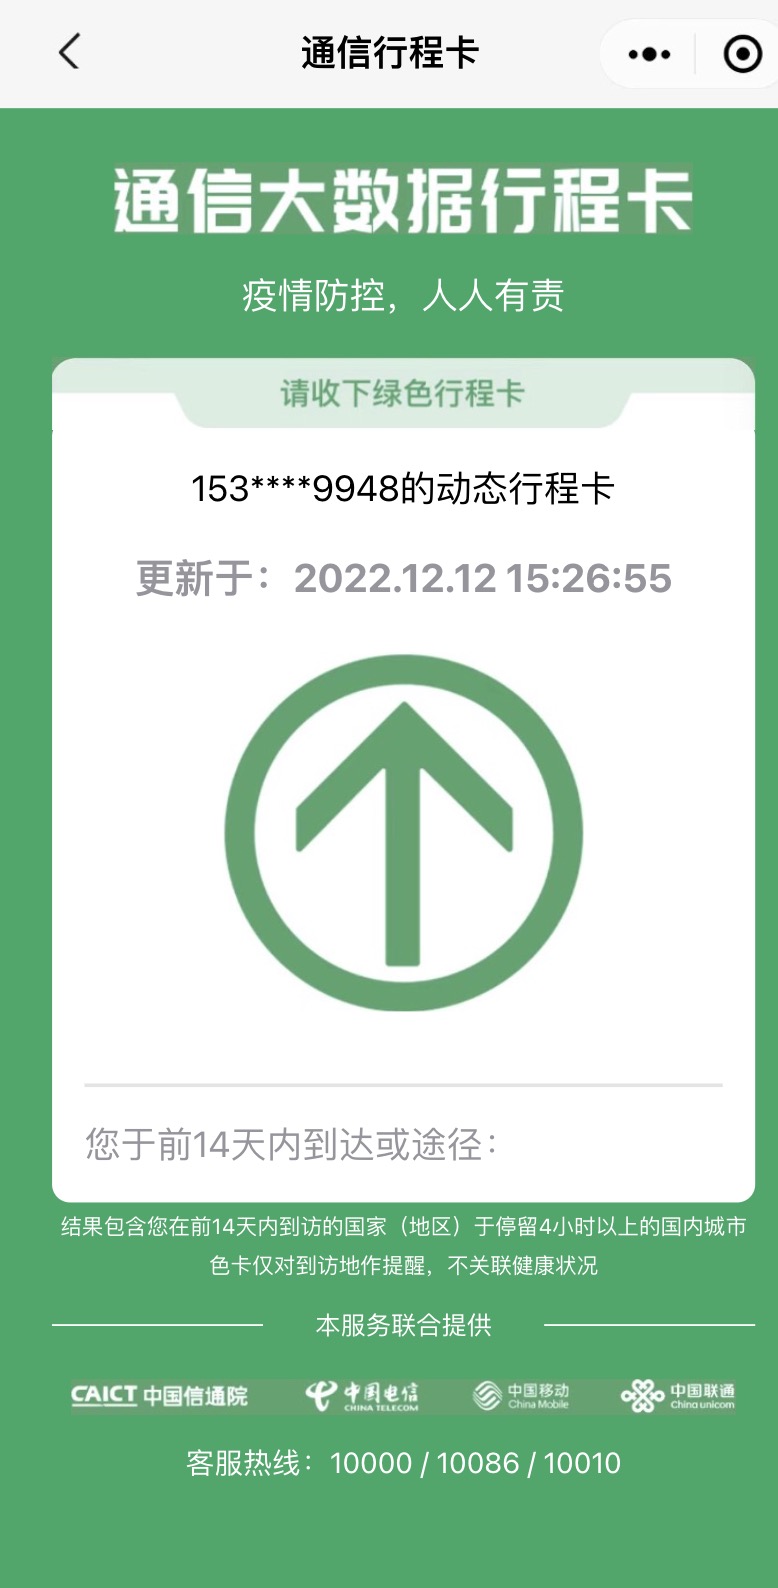 通信行程卡
通信大数据行程卡
疫情防控，人人有责
请收下绿色行程卡
153****9948的动态行程卡
更新于：2022.12.12 15:26:55
您于前14天内到达或途径：
结果包含您在前14天内到访的国家（地区）于停留4小时以上的国内城市
色卡仅对到访地作提醒，不关联健康状况
本服务联合提供
CAICT 中国信通院 中国电信 CHINA TELECOM 中国移动 China Mobile 中国联通 China unicom
客服热线：10000 / 10086 / 10010